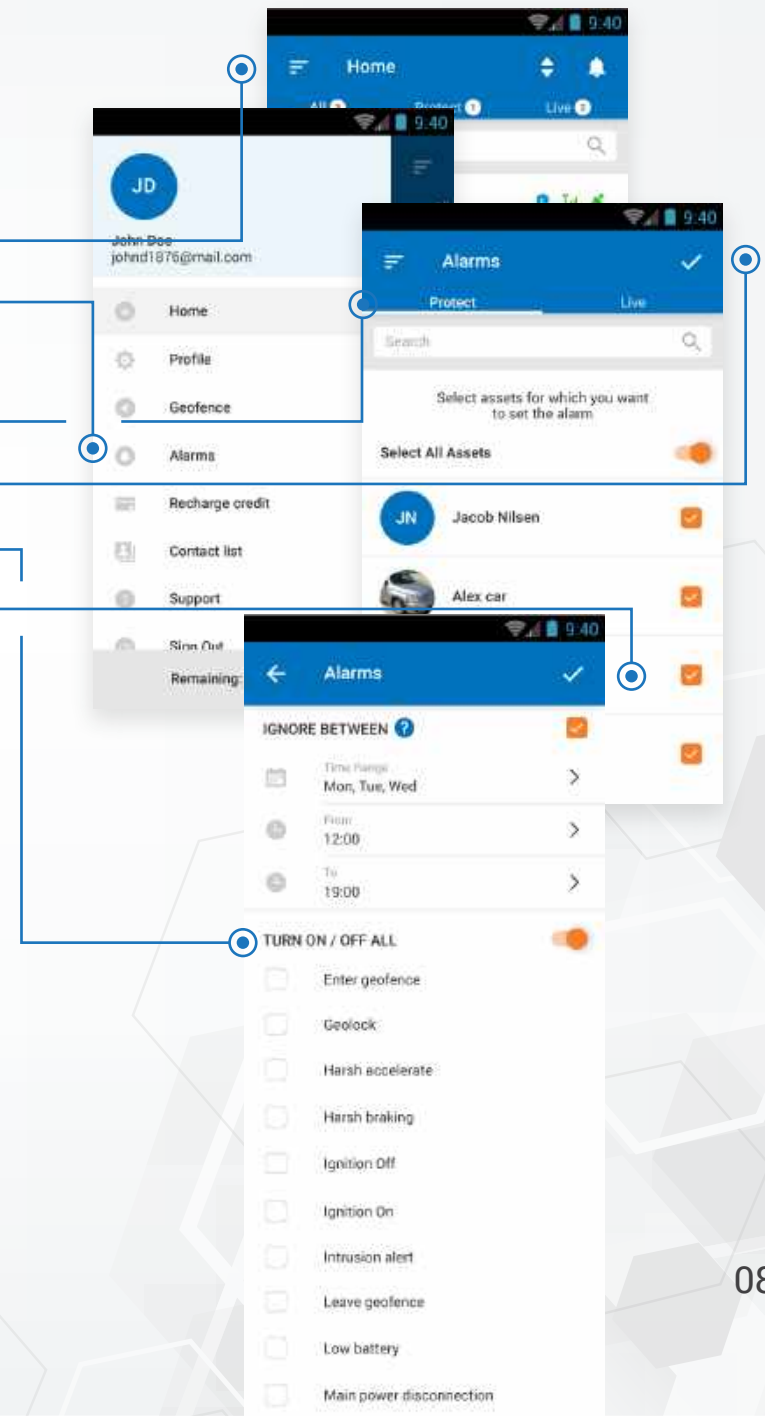 9:40
Home
All
Protect 1
Live 2
9:40
JD
John Doe
johnd1876@mail.com
Home
Profile
Geofence
Alarms
Recharge credit
Contact list
Support
Sign Out
Remaining:
9:40
Alarms
Protect
Live
Search
Select assets for which you want
to set the alarm
Select All Assets
JN
Jacob Nilsen
Alex car
9:40
Alarms
IGNORE BETWEEN ?
Time Range
Mon, Tue, Wed
From
12:00
To
19:00
TURN ON / OFF ALL
Enter geofence
Geolock
Harsh accelerate
Harsh braking
Ignition Off
Ignition On
Intrusion alert
Leave geofence
Low battery
Main power disconnection
08